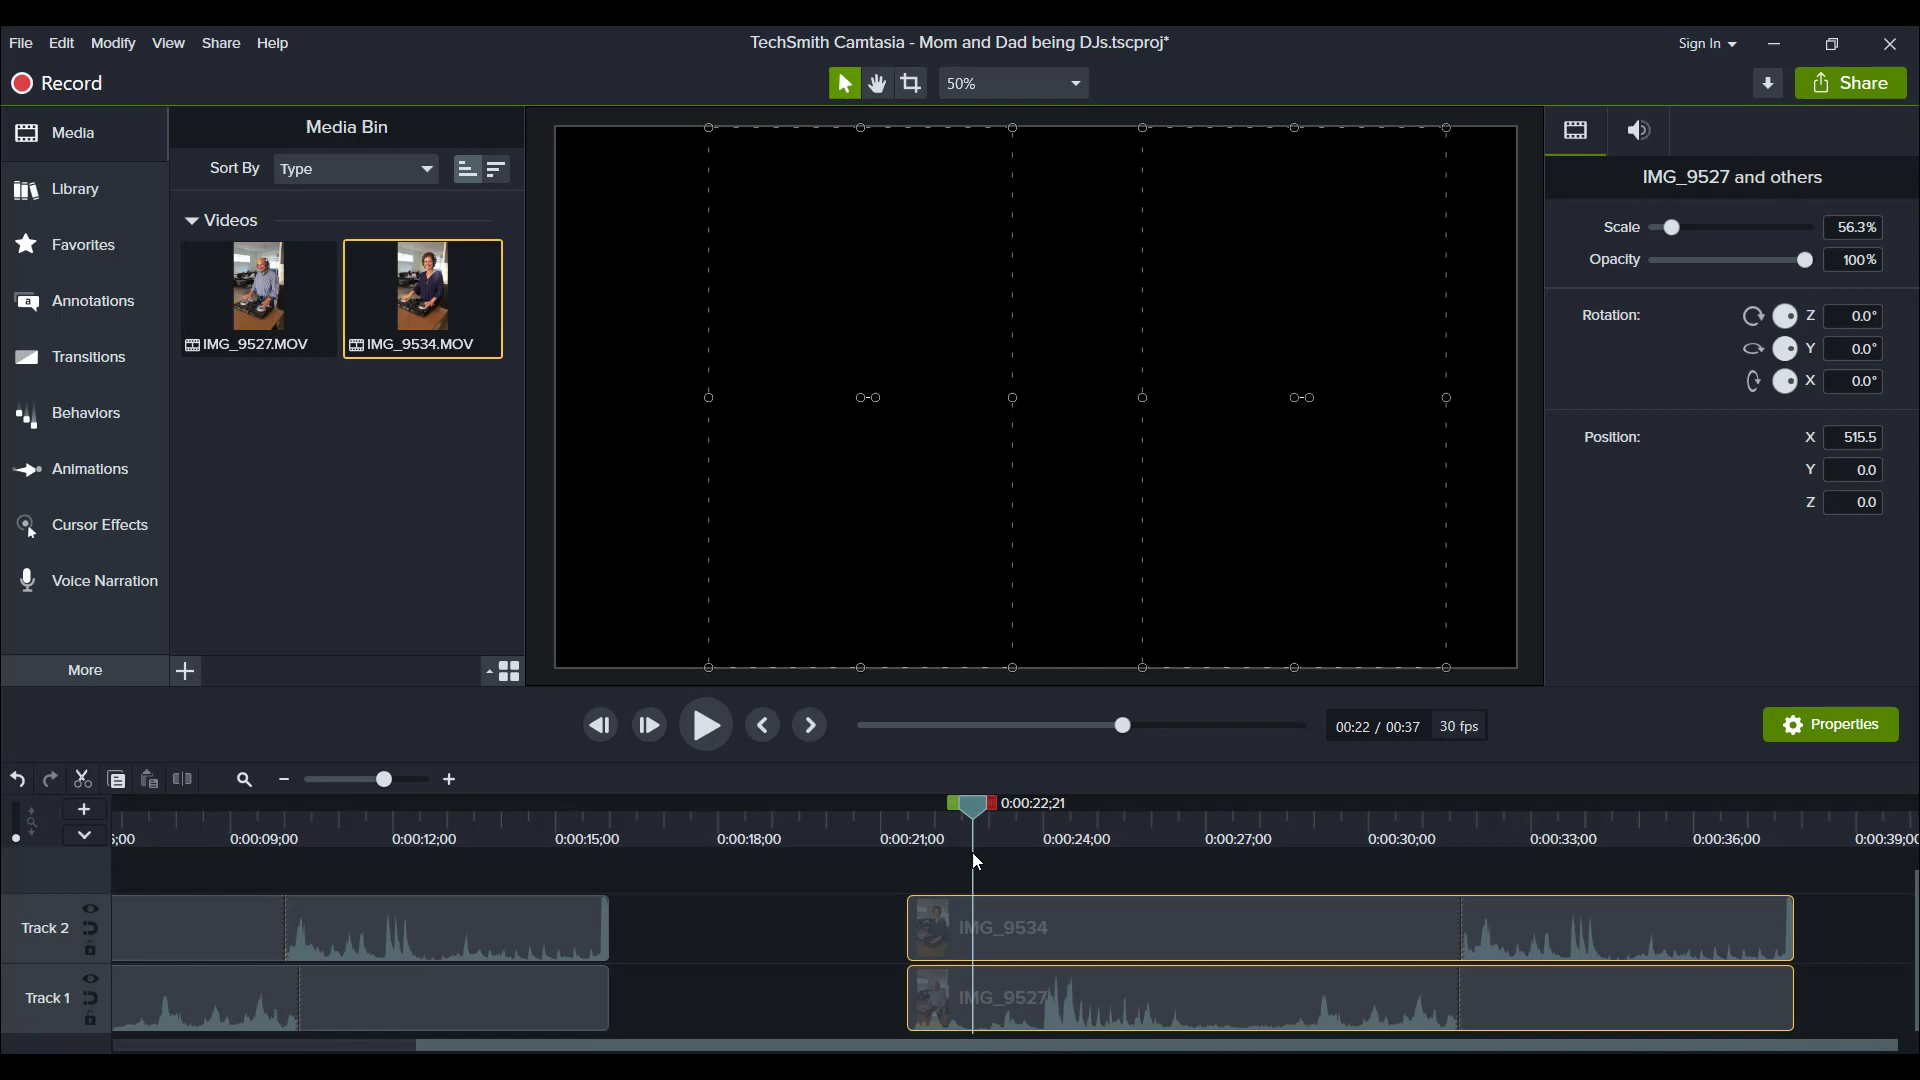 File Edit Modify View Share Help
TechSmith Camtasia - Mom and Dad being DJs.tscproj*
Sign In
Record
50%
Share
Media
Library
Favorites
a
Annotations
Transitions
Behaviors
Animations
Cursor Effects
Voice Narration
More
Media Bin
Sort By Type
Videos
IMG_9527.MOV
IMG_9534.MOV
IMG_9527 and others
Scale 56.3%
Opacity 100%
Rotation: Z 0.0°
Y 0.0°
X 0.0°
Position: X 515.5
Y 0.0
Z 0.0
00:22 / 00:37 30 fps
Properties
0:00:22;21
;00 0:00:09;00 0:00:12;00 0:00:15;00 0:00:18;00 0:00:21;00 0:00:24;00 0:00:27;00 0:00:30;00 0:00:33;00 0:00:36;00 0:00:39;00
Track 2
IMG_9534
Track 1
IMG_9527